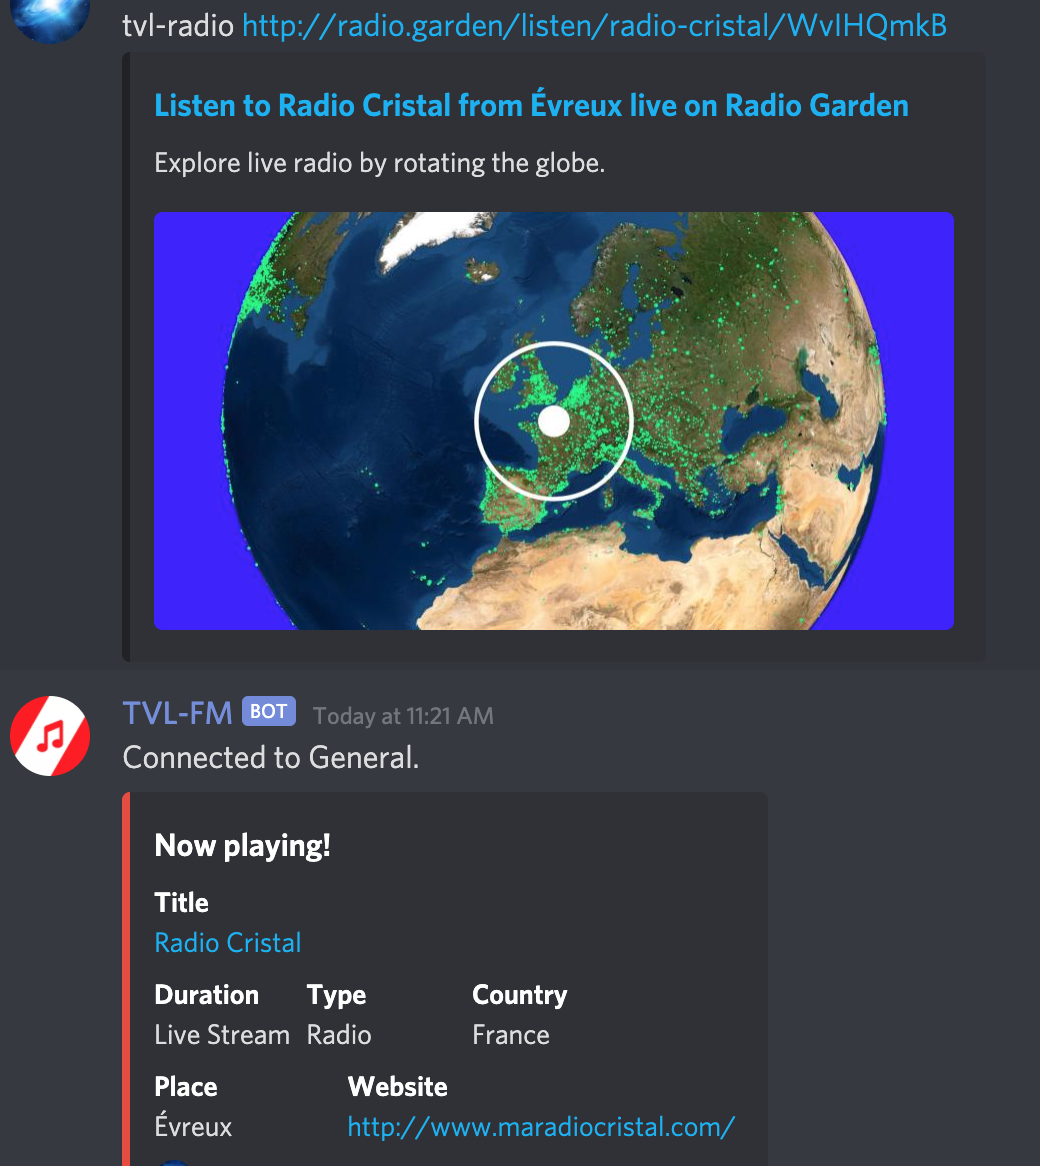 tvl-radio http://radio.garden/listen/radio-cristal/WvIHQmkB
Listen to Radio Cristal from Évreux live on Radio Garden
Explore live radio by rotating the globe.
TVL-FM BOT Today at 11:21 AM
Connected to General.
Now playing!
Title
Radio Cristal
Duration Type Country
Live Stream Radio France
Place Website
Évreux http://www.maradiocristal.com/